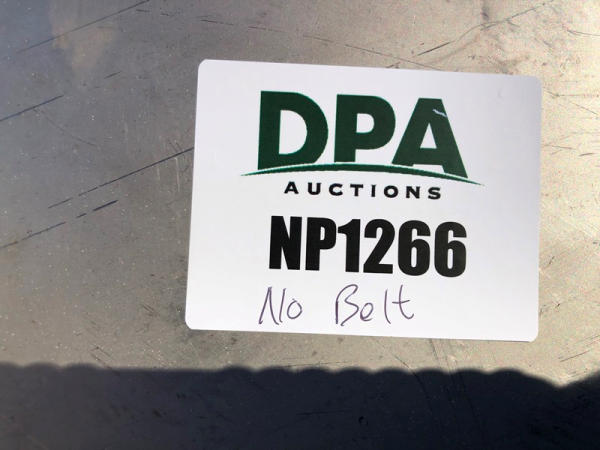 DPA
AUCTIONS
NP1266
No Belt